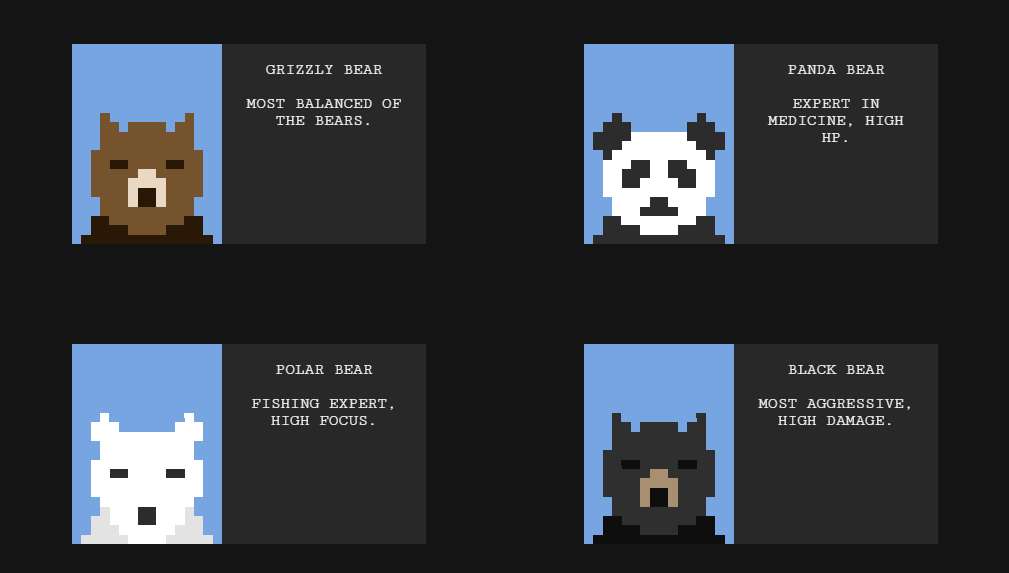 GRIZZLY BEAR
MOST BALANCED OF
THE BEARS.
PANDA BEAR
EXPERT IN
MEDICINE, HIGH
HP.
POLAR BEAR
FISHING EXPERT,
HIGH FOCUS.
BLACK BEAR
MOST AGGRESSIVE,
HIGH DAMAGE.